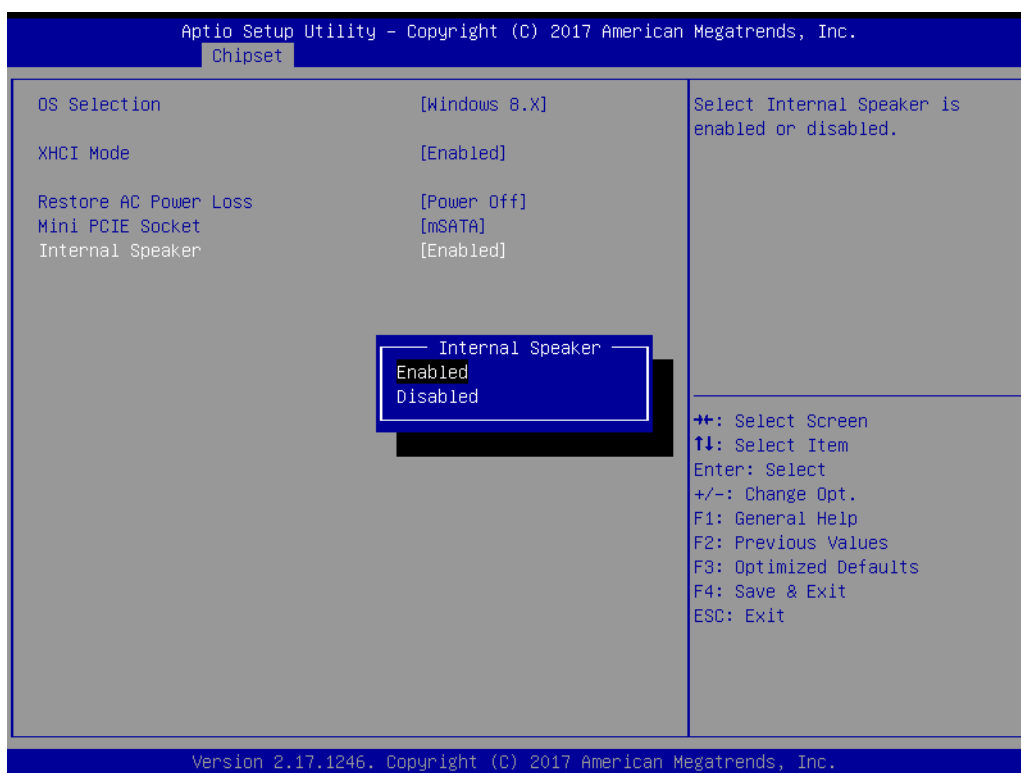 Aptio Setup Utility – Copyright (C) 2017 American Megatrends, Inc.
Chipset
OS Selection [Windows 8.X]
XHCI Mode [Enabled]
Restore AC Power Loss [Power Off]
Mini PCIE Socket [mSATA]
Internal Speaker [Enabled]
Internal Speaker
Enabled
Disabled
Select Internal Speaker is
enabled or disabled.
→←: Select Screen
↑↓: Select Item
Enter: Select
+/-: Change Opt.
F1: General Help
F2: Previous Values
F3: Optimized Defaults
F4: Save & Exit
ESC: Exit
Version 2.17.1246. Copyright (C) 2017 American Megatrends, Inc.